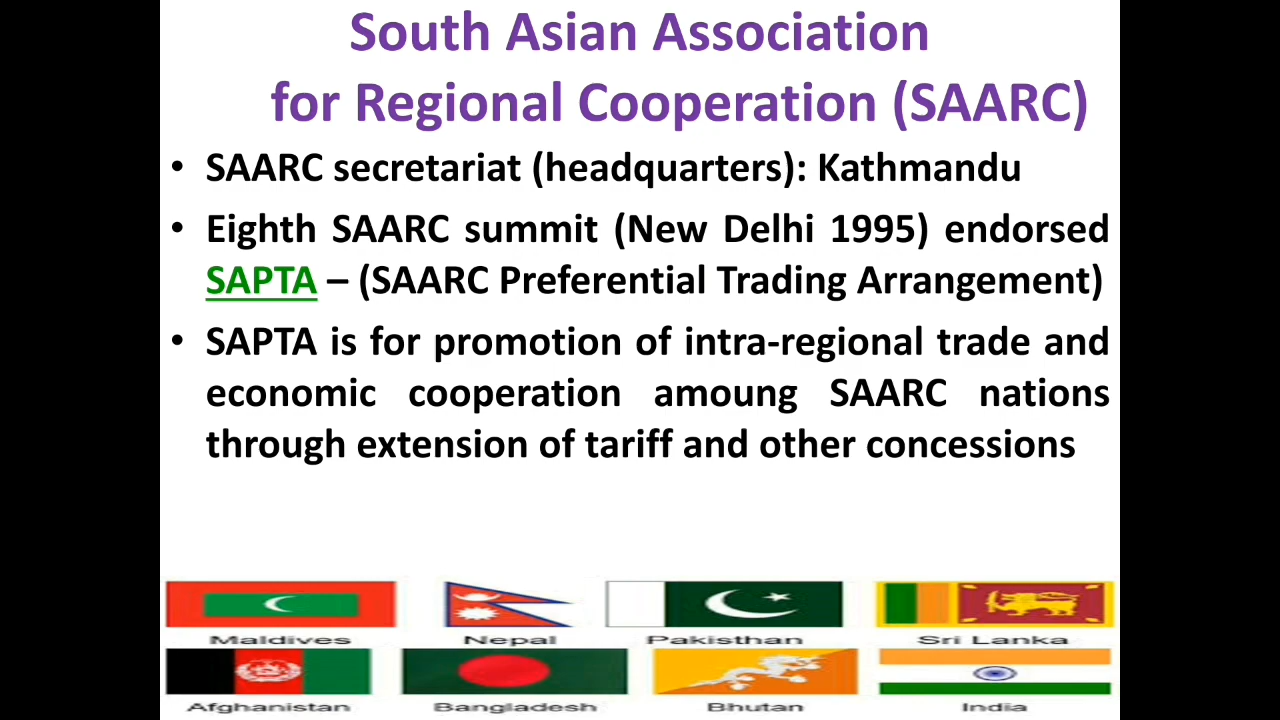 South Asian Association
for Regional Cooperation (SAARC)
• SAARC secretariat (headquarters): Kathmandu
• Eighth SAARC summit (New Delhi 1995) endorsed
SAPTA – (SAARC Preferential Trading Arrangement)
• SAPTA is for promotion of intra-regional trade and
economic cooperation amoung SAARC nations
through extension of tariff and other concessions
Maldives Nepal Pakisthan Sri Lanka
Afghanistan Bangladesh Bhutan India